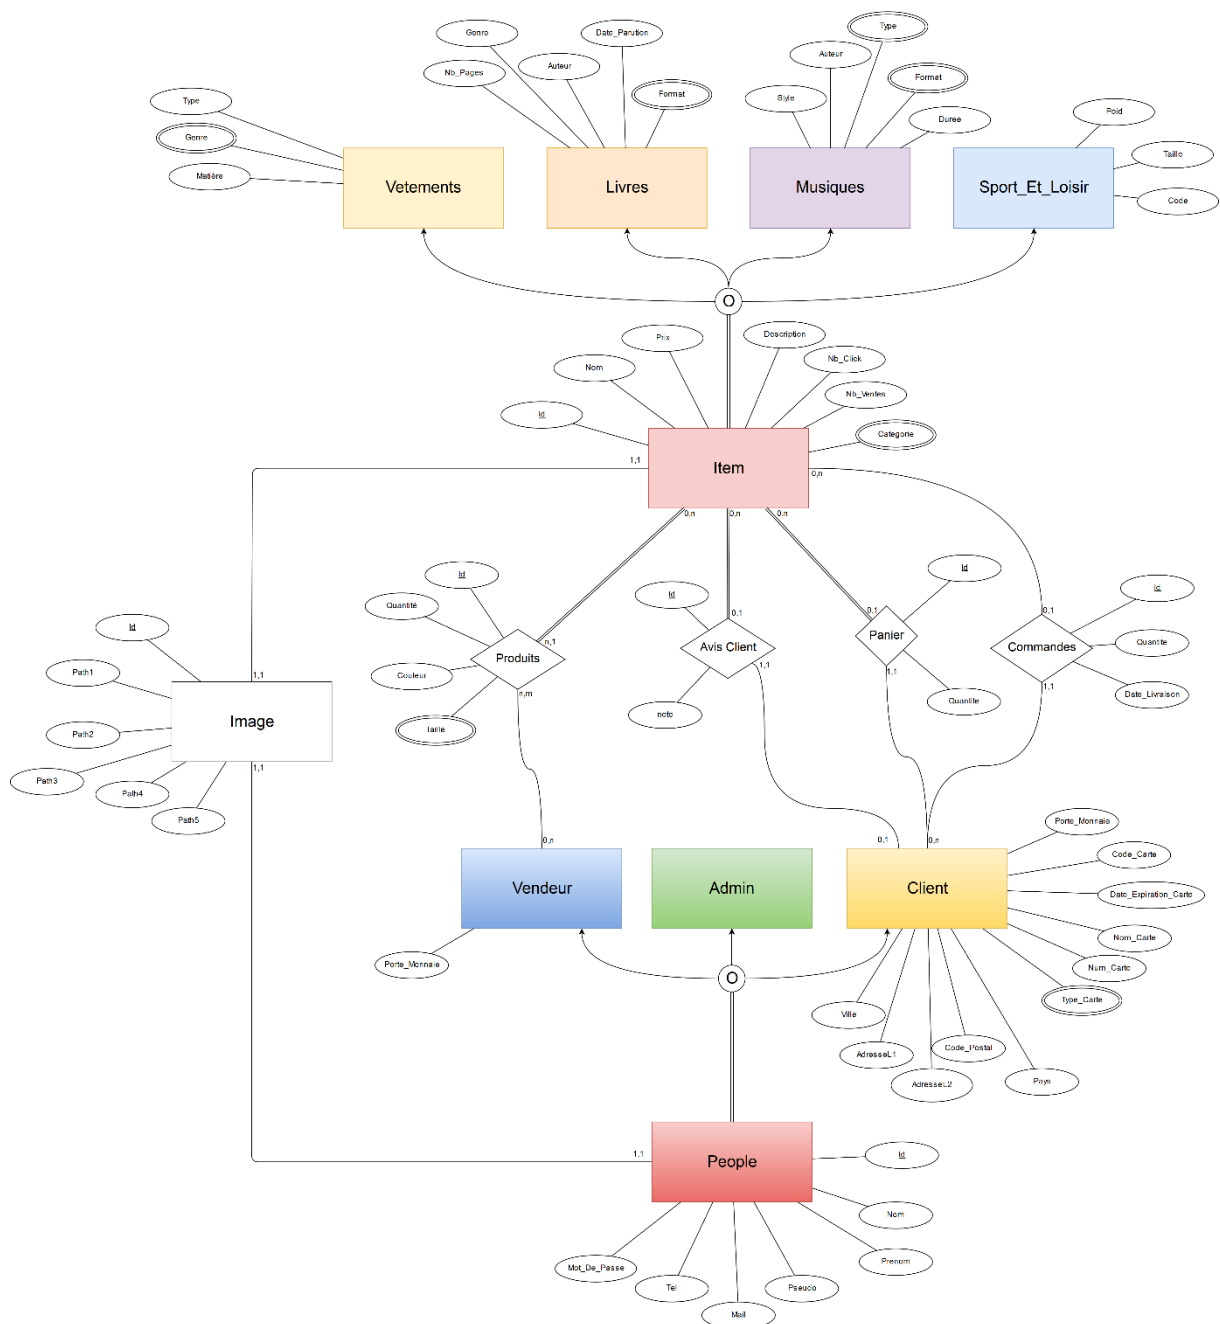 Type
Genre
Date_Parution
Auteur
Genre
Nb_Pages
Auteur
Format
Format
Type
Style
Duree
Poid
Genre
Taille
Matière
Code
Vetements
Livres
Musiques
Sport_Et_Loisir
O
Prix
Description
Nom
Nb_Click
Nb_Ventes
Id
Categorie
Item
1,1
0,n
0,n
0,n
0,n
Id
Id
Id
Id
Quantité
0,1
0,1
0,1
Id
Produits
n,1
Avis Client
Panier
Commandes
Quantite
Path1
Couleur
1,1
1,1
1,1
1,1
n,m
Date_Livraison
Quantite
note
Taille
Image
Path2
1,1
Path3
Path4
Path5
Porte_Monnaie
0,n
0,1
0,n
Code_Carte
Vendeur
Admin
Client
Date_Expiration_Carte
Nom_Carte
Porte_Monnaie
Num_Carte
O
Type_Carte
Ville
AdresseL1
Code_Postal
AdresseL2
Pays
1,1
People
Id
Nom
Mot_De_Passe
Prenom
Tel
Pseudo
Mail